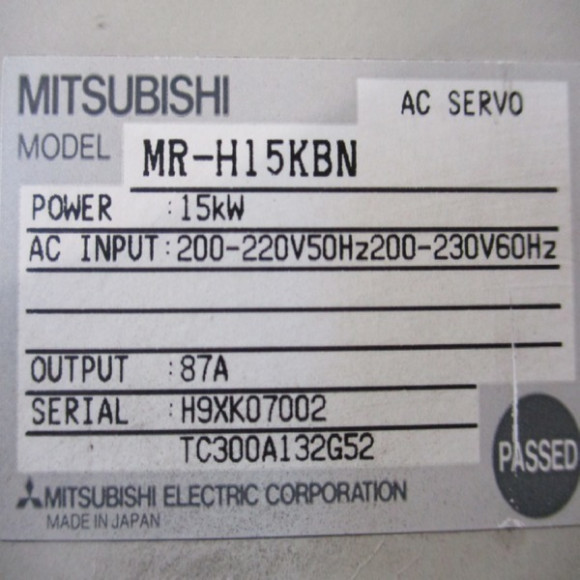 MITSUBISHI
AC SERVO
MODEL MR-H15KBN
POWER :15kW
AC INPUT:200-220V50Hz200-230V60Hz
OUTPUT :87A
SERIAL :H9XK07002
TC300A132G52
PASSED
MITSUBISHI ELECTRIC CORPORATION
MADE IN JAPAN